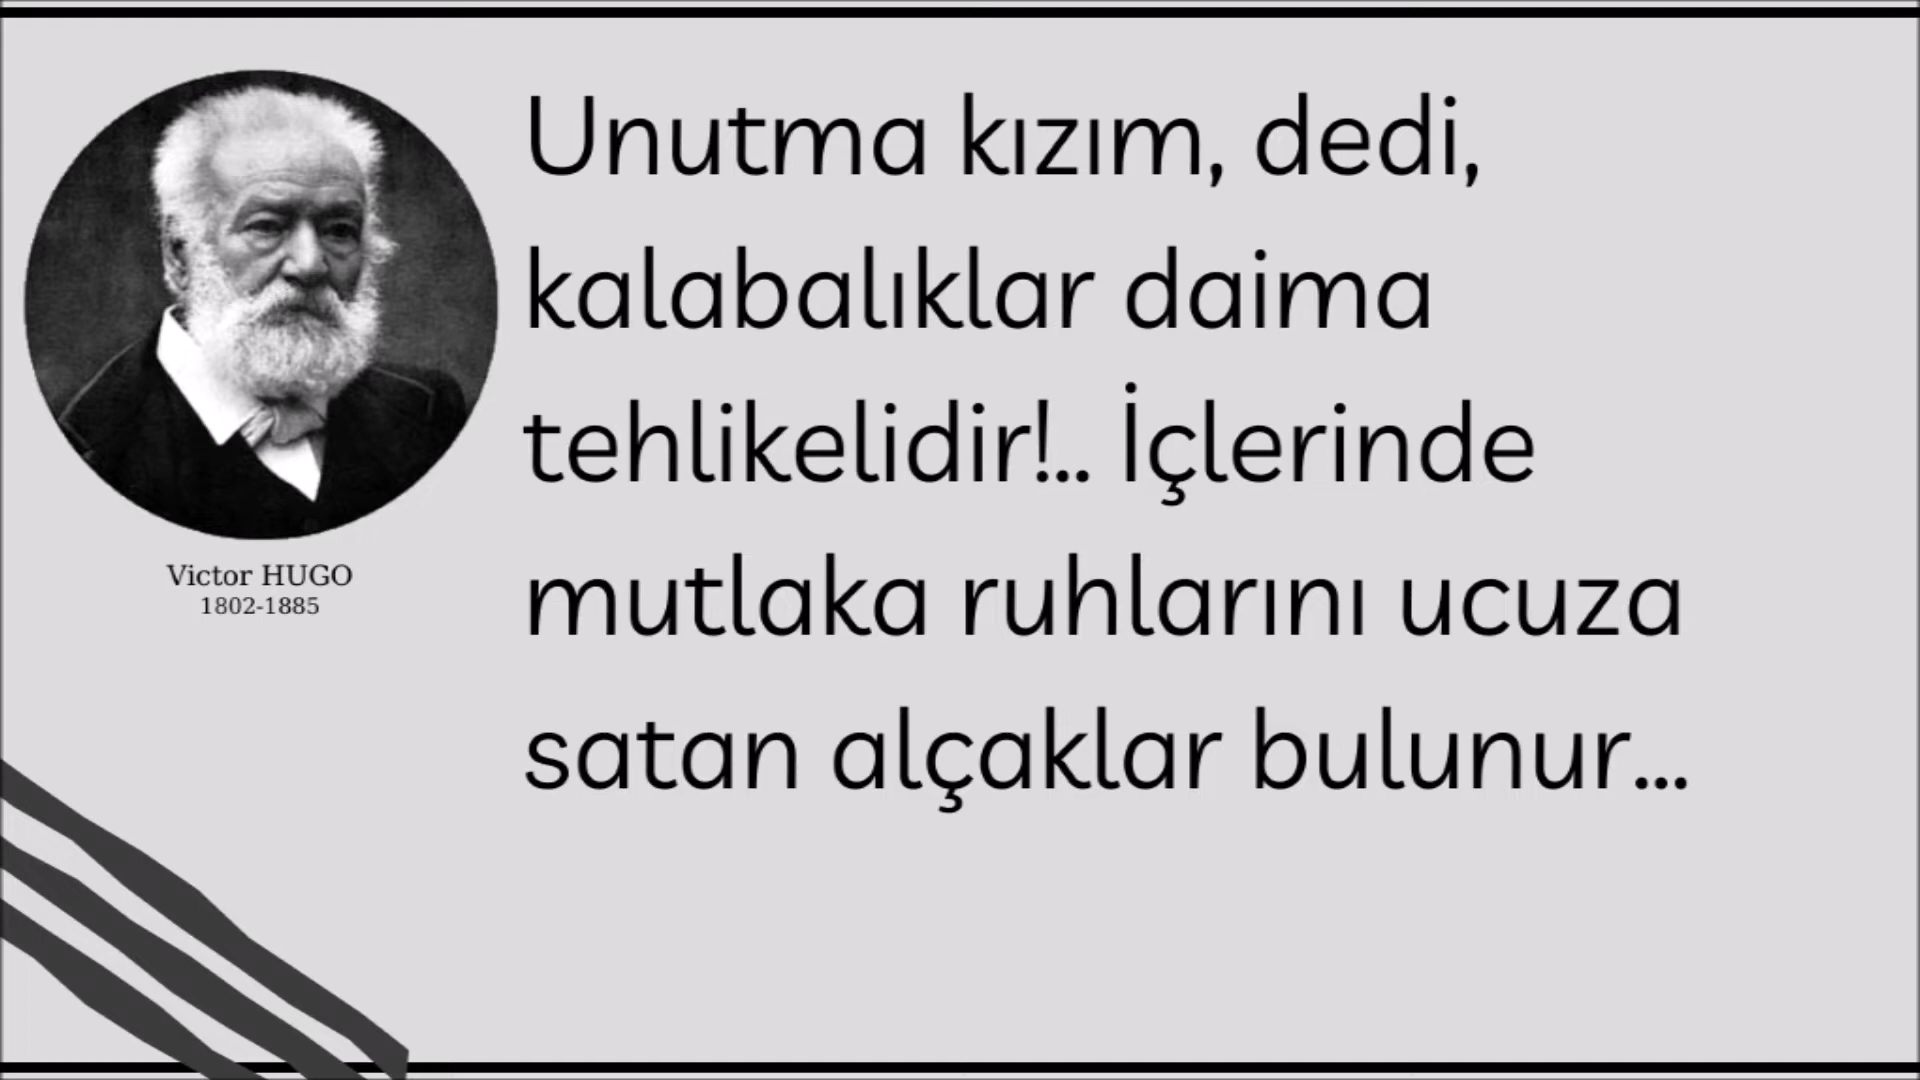 Unutma kızım, dedi,
kalabalıklar daima
tehlikelidir!.. İçlerinde
mutlaka ruhlarını ucuza
satan alçaklar bulunur...
Victor HUGO
1802-1885